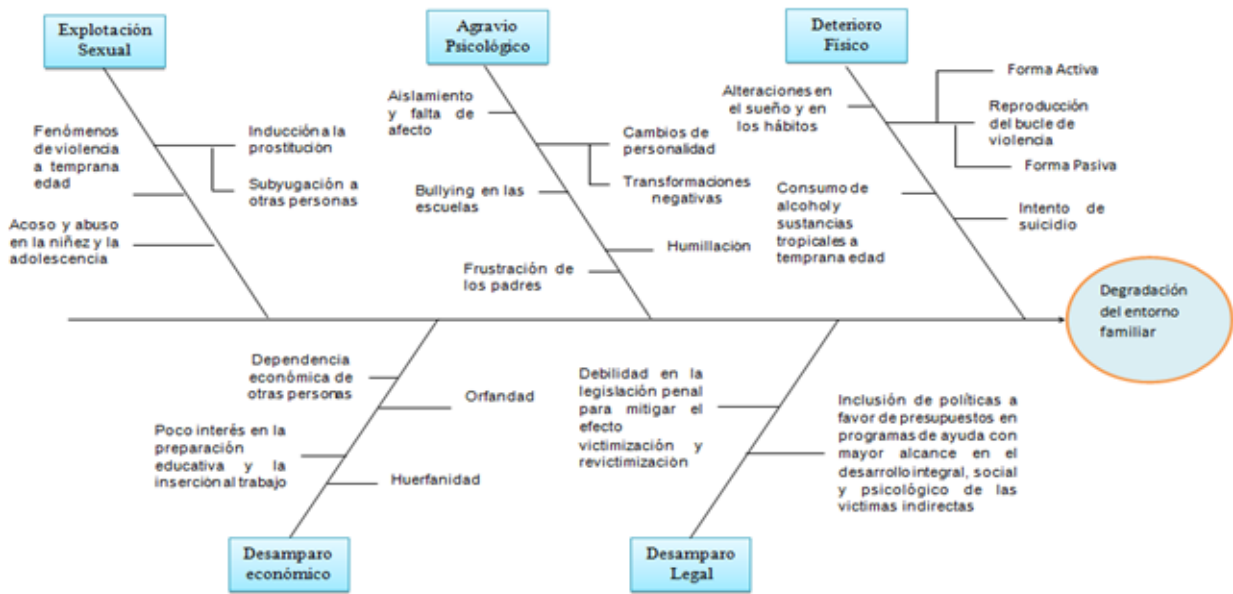 Explotación
Sexual
Agravio
Psicológico
Deterioro
Físico
Fenómenos
de violencia
a temprana
edad
Acoso y abuso
en la niñez y la
adolescencia
Inducción a la
prostitución
Subyugación a
otras personas
Aislamiento
y falta de
afecto
Bullying en las
escuelas
Frustración de
los padres
Cambios de
personalidad
Transformaciones
negativas
Humillación
Alteraciones en
el sueño y en
los hábitos
Consumo de
alcohol y
sustancias
tropicales a
temprana edad
Forma Activa
Reproducción
del bucle de
violencia
Forma Pasiva
Intento de
suicidio
Degradación
del entorno
familiar
Dependencia
económica de
otras personas
Poco interés en la
preparación
educativa y la
inserción al trabajo
Orfandad
Huerfanidad
Debilidad en la
legislación penal
para mitigar el
efecto
victimización y
revictimización
Inclusión de políticas a
favor de presupuestos en
programas de ayuda con
mayor alcance en el
desarrollo integral, social
y psicológico de las
victimas indirectas
Desamparo
económico
Desamparo
Legal